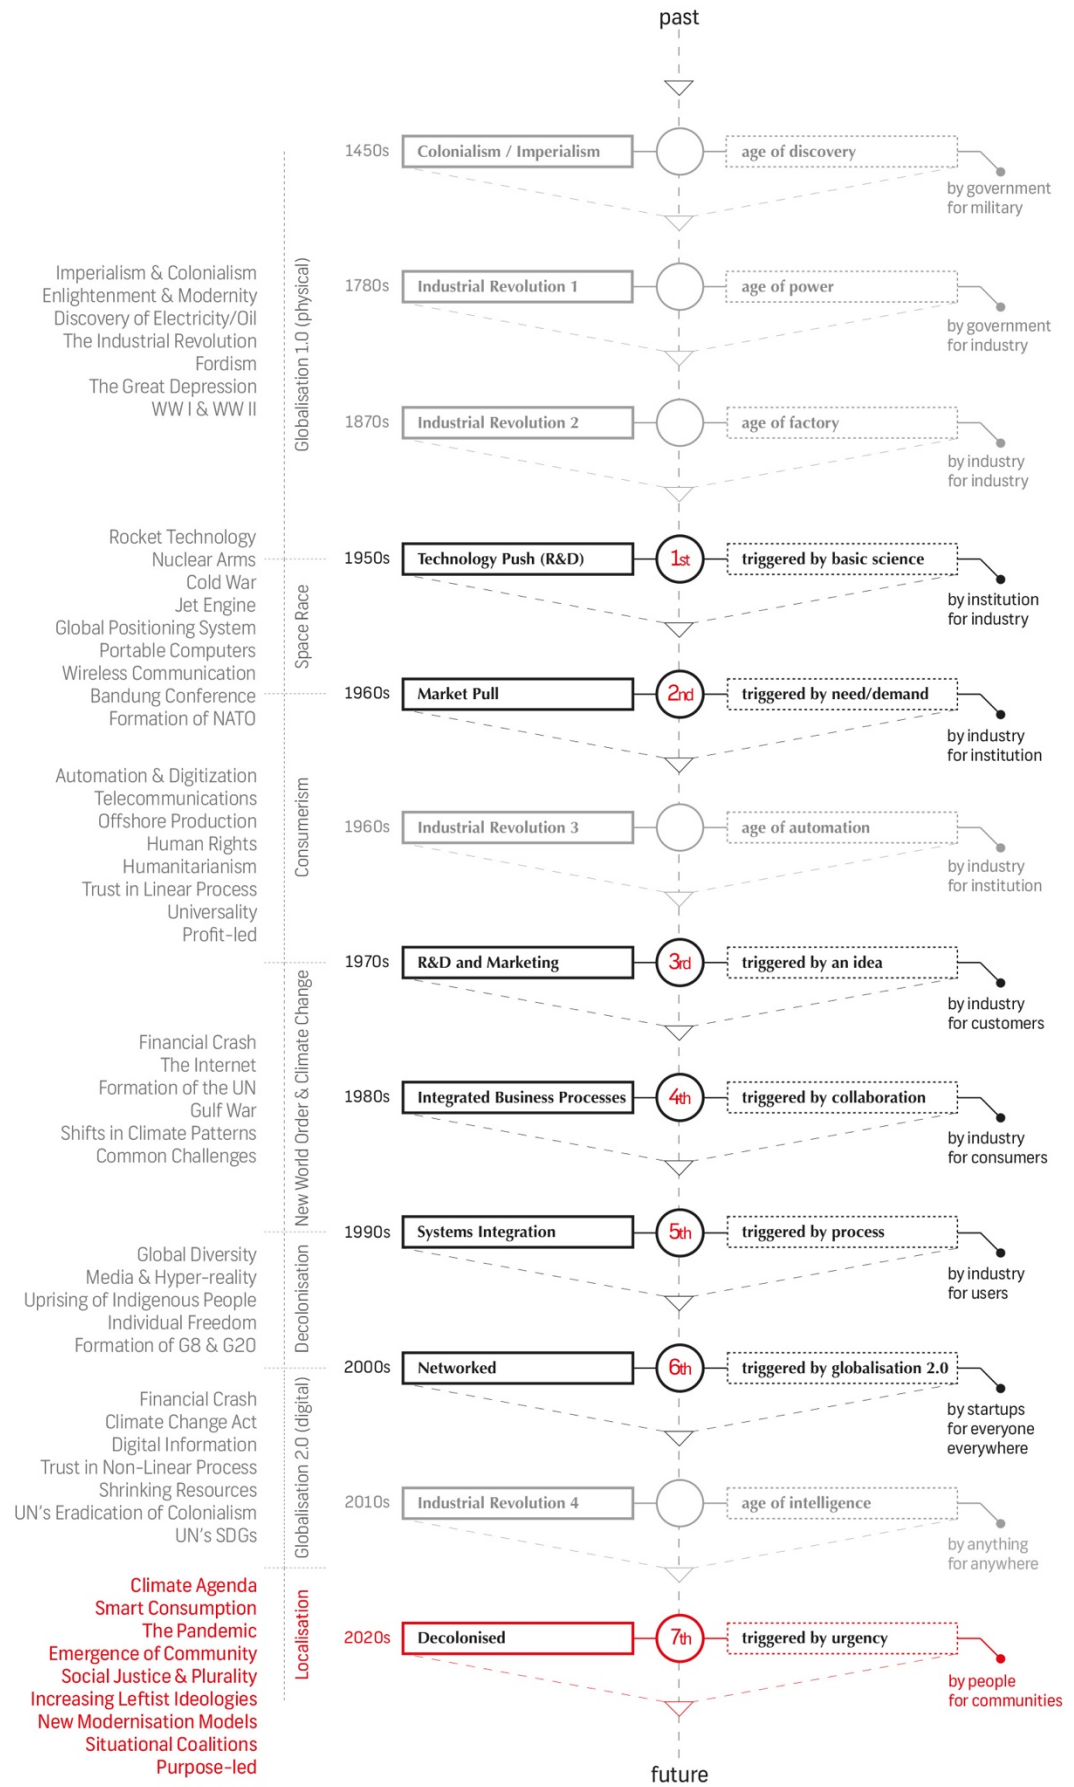 past
1450s
Colonialism / Imperialism
age of discovery
by government
for military
Imperialism & Colonialism
Enlightenment & Modernity
Discovery of Electricity/Oil
The Industrial Revolution
Fordism
The Great Depression
WW I & WW II
Globalisation 1.0 (physical)
1780s
Industrial Revolution 1
age of power
by government
for industry
1870s
Industrial Revolution 2
age of factory
by industry
for industry
Rocket Technology
Nuclear Arms
Cold War
Jet Engine
Global Positioning System
Portable Computers
Wireless Communication
Bandung Conference
Formation of NATO
Space Race
1950s
Technology Push (R&D)
1st
triggered by basic science
by institution
for industry
1960s
Market Pull
2nd
triggered by need/demand
by industry
for institution
Automation & Digitization
Telecommunications
Offshore Production
Human Rights
Humanitarianism
Trust in Linear Process
Universality
Profit-led
Consumerism
1960s
Industrial Revolution 3
age of automation
by industry
for institution
1970s
R&D and Marketing
3rd
triggered by an idea
by industry
for customers
Financial Crash
The Internet
Formation of the UN
Gulf War
Shifts in Climate Patterns
Common Challenges
New World Order & Climate Change
1980s
Integrated Business Processes
4th
triggered by collaboration
by industry
for consumers
1990s
Systems Integration
5th
triggered by process
by industry
for users
Global Diversity
Media & Hyper-reality
Uprising of Indigenous People
Individual Freedom
Formation of G8 & G20
Decolonisation
2000s
Networked
6th
triggered by globalisation 2.0
by startups
for everyone
everywhere
Financial Crash
Climate Change Act
Digital Information
Trust in Non-Linear Process
Shrinking Resources
UN's Eradication of Colonialism
UN's SDGs
Globalisation 2.0 (digital)
2010s
Industrial Revolution 4
age of intelligence
by anything
for anywhere
Climate Agenda
Smart Consumption
The Pandemic
Emergence of Community
Social Justice & Plurality
Increasing Leftist Ideologies
New Modernisation Models
Situational Coalitions
Purpose-led
Localisation
2020s
Decolonised
7th
triggered by urgency
by people
for communities
future